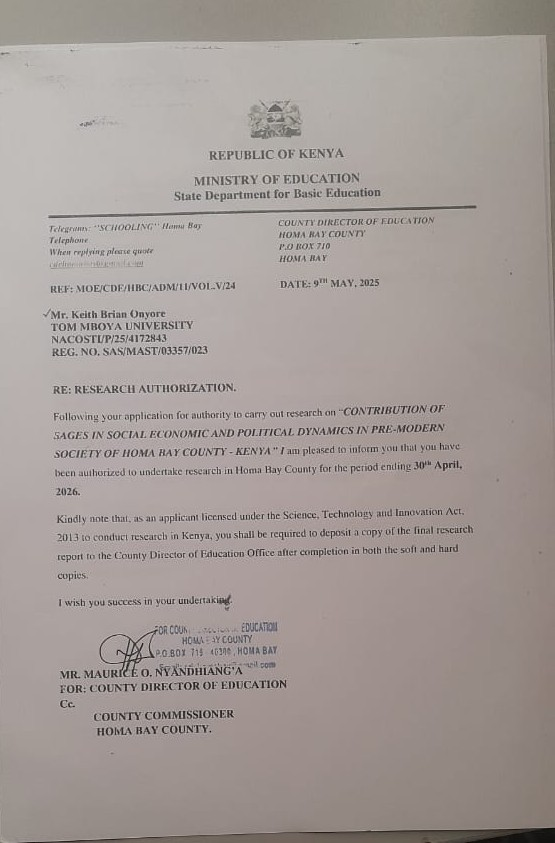 REPUBLIC OF KENYA
MINISTRY OF EDUCATION
State Department for Basic Education
Telegrams: "SCHOOLING" Homa Bay
Telephone
When replying please quote
COUNTY DIRECTOR OF EDUCATION
HOMA BAY COUNTY
P.O BOX 710
HOMA BAY
REF: MOE/CDE/HBC/ADM/11/VOL.V/24
DATE: 9TH MAY, 2025
✓Mr. Keith Brian Onyore
TOM MBOYA UNIVERSITY
NACOSTI/P/25/4172843
REG. NO. SAS/MAST/03357/023
RE: RESEARCH AUTHORIZATION.
Following your application for authority to carry out research on "CONTRIBUTION OF
SAGES IN SOCIAL ECONOMIC AND POLITICAL DYNAMICS IN PRE-MODERN
SOCIETY OF HOMA BAY COUNTY - KENYA" I am pleased to inform you that you have
been authorized to undertake research in Homa Bay County for the period ending 30th April,
2026.
Kindly note that, as an applicant licensed under the Science, Technology and Innovation Act,
2013 to conduct research in Kenya, you shall be required to deposit a copy of the final research
report to the County Director of Education Office after completion in both the soft and hard
copies.
I wish you success in your undertaking.
FOR COUN EDUCATION
HOMA BAY COUNTY
P.O.BOX 710 40300, HOMA BAY
MR. MAURICE O. NYANDHIANG'A
FOR: COUNTY DIRECTOR OF EDUCATION
Cc.
COUNTY COMMISSIONER
HOMA BAY COUNTY.